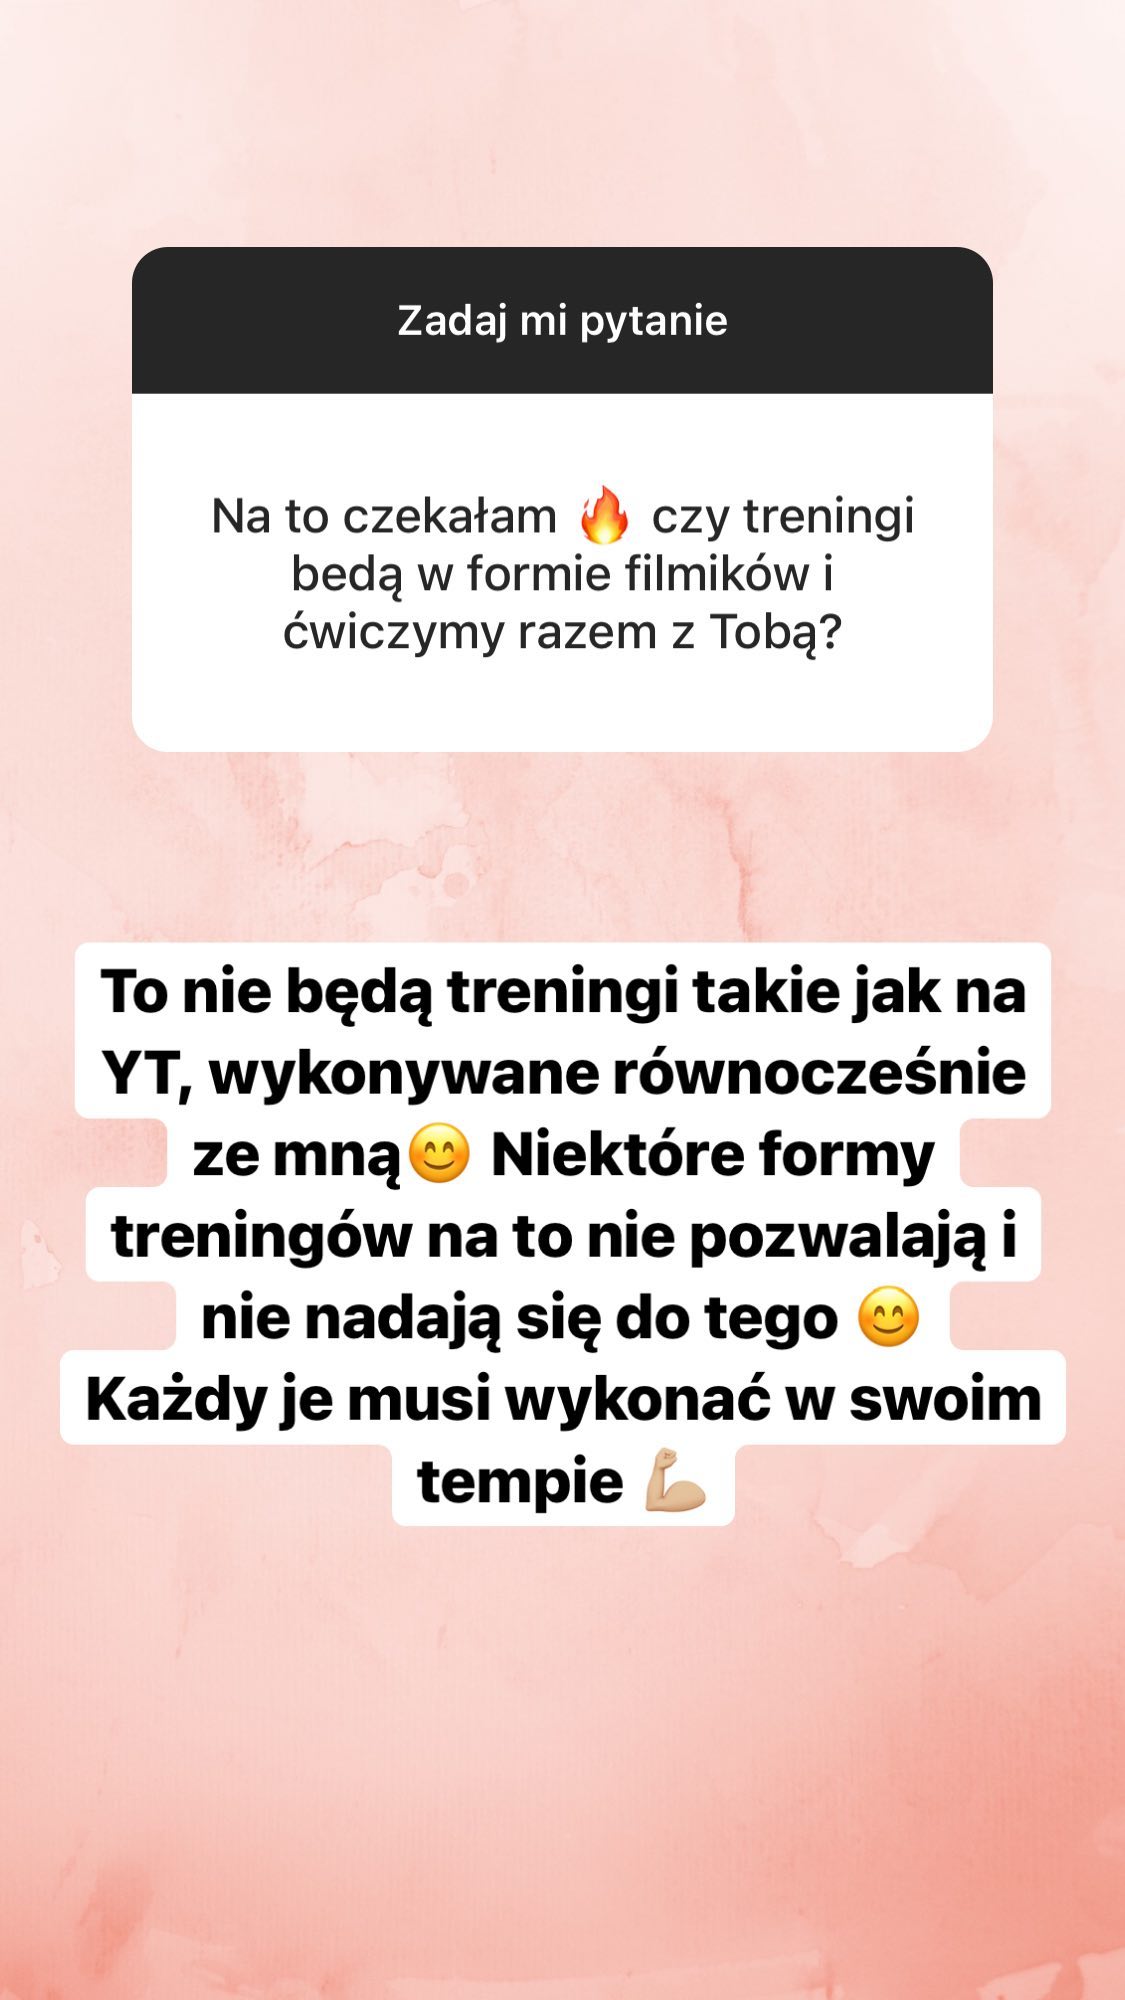 Zadaj mi pytanie
Na to czekałam 🔥 czy treningi
bedą w formie filmików i
ćwiczymy razem z Tobą?
To nie będą treningi takie jak na
YT, wykonywane równocześnie
ze mną😊 Niektóre formy
treningów na to nie pozwalają i
nie nadają się do tego 😊
Każdy je musi wykonać w swoim
tempie 💪🏼